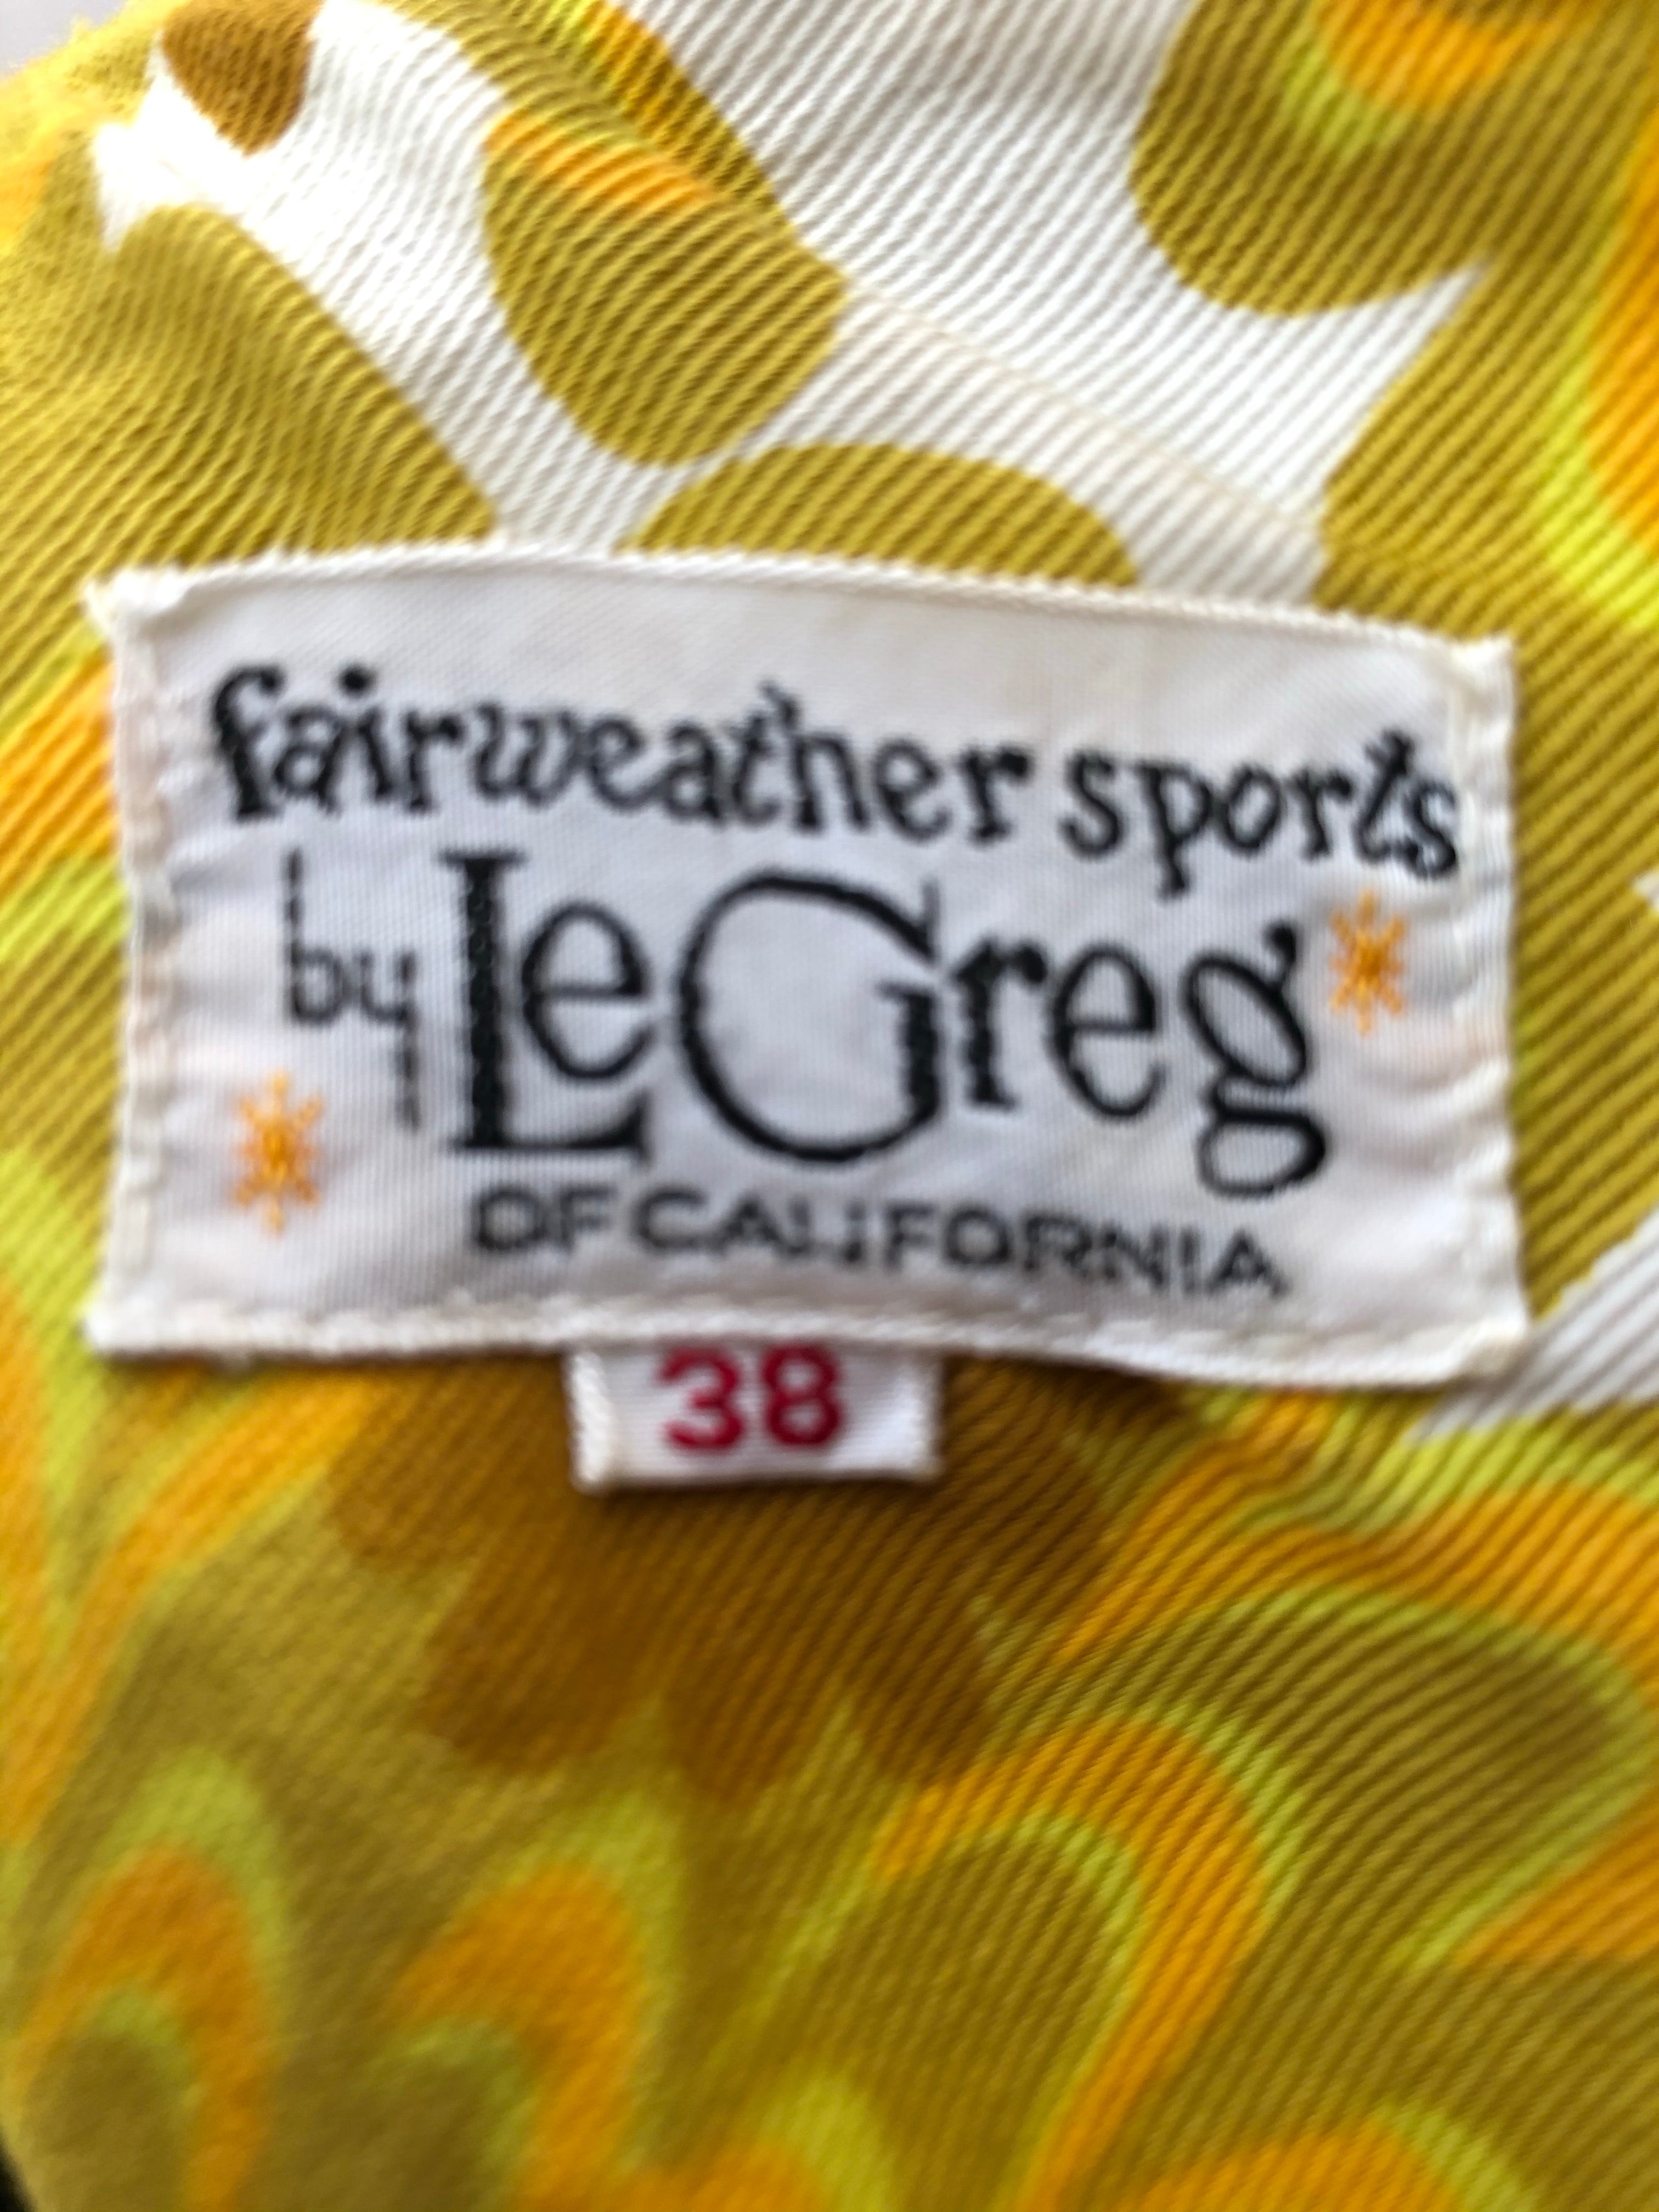 fairweather sports
by LeGreg
OF CALIFORNIA
38